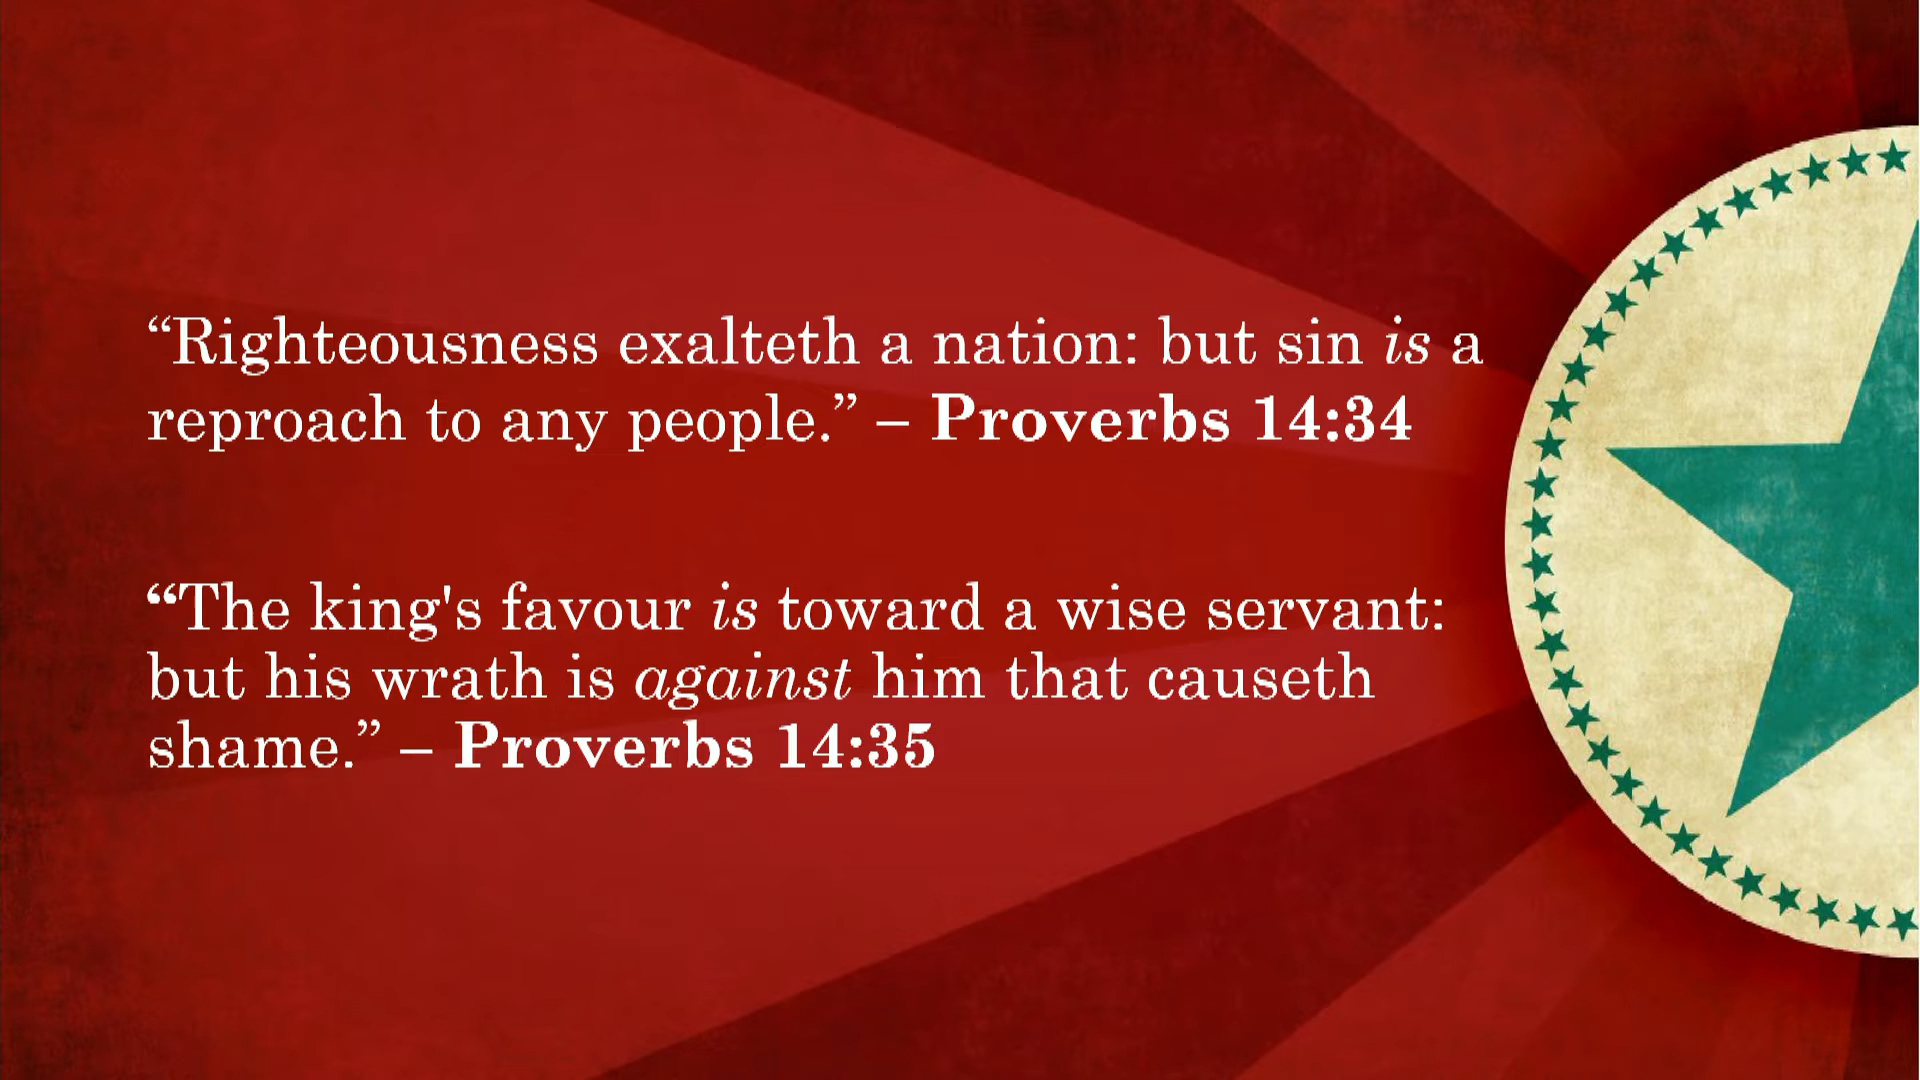 “Righteousness exalteth a nation: but sin is a
reproach to any people.” – Proverbs 14:34
“The king's favour is toward a wise servant:
but his wrath is against him that causeth
shame.” – Proverbs 14:35